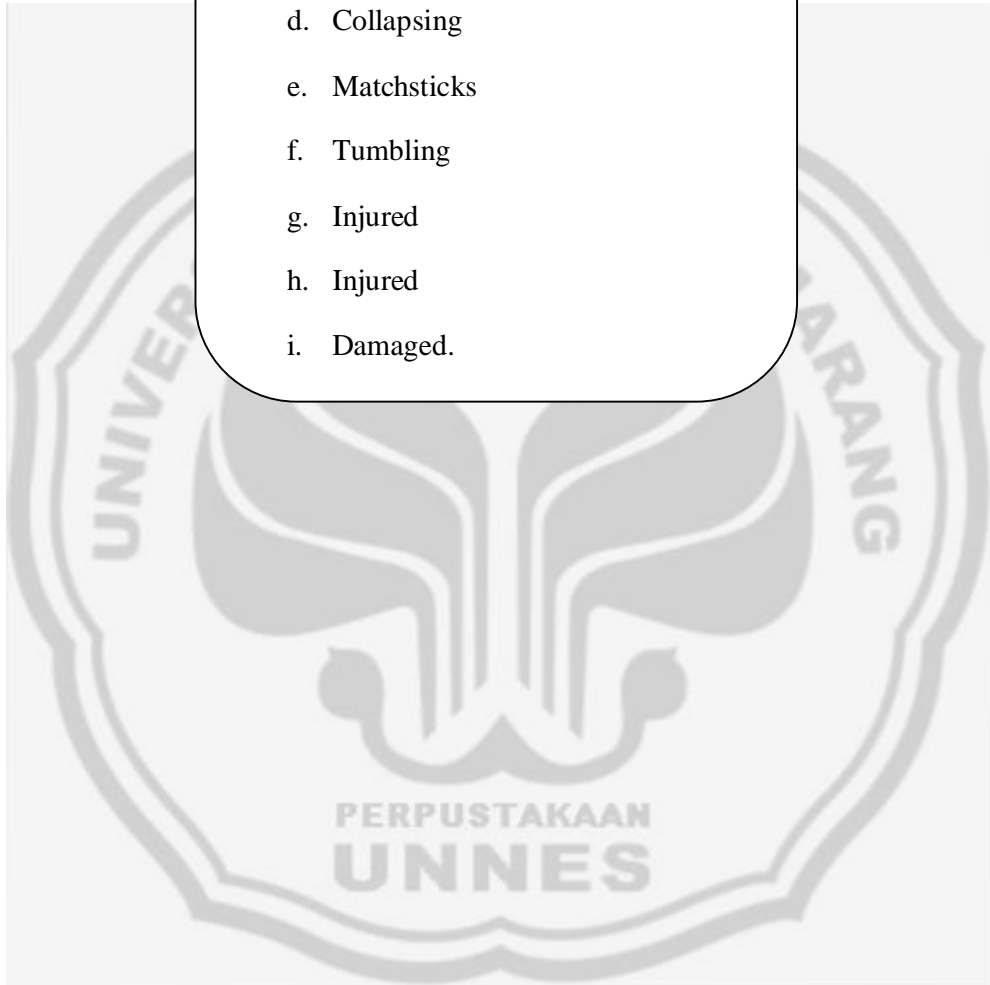 d. Collapsing
e. Matchsticks
f. Tumbling
g. Injured
h. Injured
i. Damaged.
PERPUSTAKAAN
UNNES